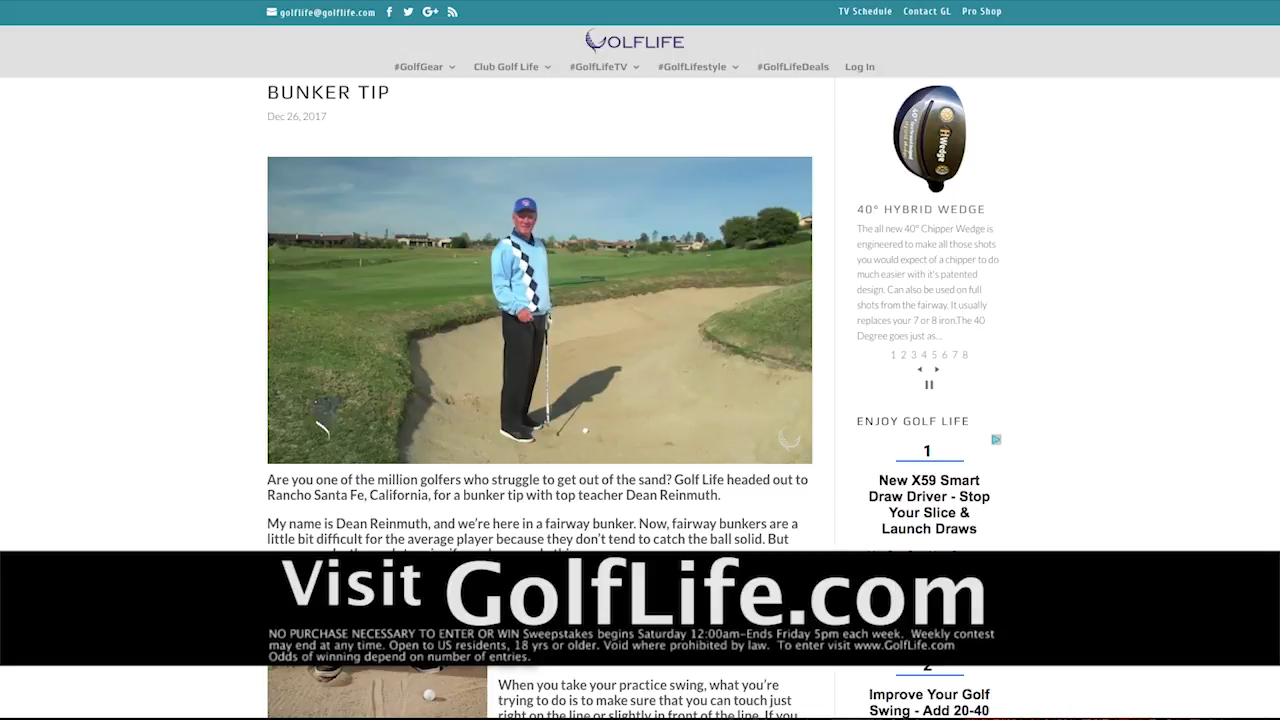 golflife@golflife.com
TV Schedule Contact GL Pro Shop
GOLFLIFE
#GolfGear Club Golf Life #GolfLifeTV #GolfLifestyle #GolfLifeDeals Log In
BUNKER TIP
Dec 26, 2017
Are you one of the million golfers who struggle to get out of the sand? Golf Life headed out to
Rancho Santa Fe, California, for a bunker tip with top teacher Dean Reinmuth.
My name is Dean Reinmuth, and we're here in a fairway bunker. Now, fairway bunkers are a
little bit difficult for the average player because they don't tend to catch the ball solid. But
40°
HiWedge
40° HYBRID WEDGE
The all new 40° Chipper Wedge is
engineered to make all those shots
you would expect of a chipper to do
much easier with it's patented
design. Can also be used on full
shots from the fairway. It usually
replaces your 7 or 8 iron.The 40
Degree goes just as...
1 2 3 4 5 6 7 8
ENJOY GOLF LIFE
1
New X59 Smart
Draw Driver - Stop
Your Slice &
Launch Draws
Visit GolfLife.com
NO PURCHASE NECESSARY TO ENTER OR WIN Sweepstakes begins Saturday 12:00am-Ends Friday 5pm each week. Weekly contest
may end at any time. Open to US residents, 18 yrs or older. Void where prohibited by law. To enter visit www.GolfLife.com
Odds of winning depend on number of entries.
When you take your practice swing, what you're
trying to do is to make sure that you can touch just
right on the line or slightly in front of the line. If you
2
Improve Your Golf
Swing - Add 20-40